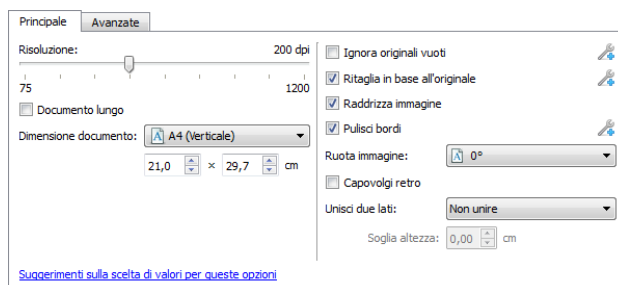 Principale Avanzate
Risoluzione: 200 dpi
75 1200
Documento lungo
Dimensione documento: A4 (Verticale)
21,0 × 29,7 cm
Suggerimenti sulla scelta di valori per queste opzioni
Ignora originali vuoti
Ritaglia in base all'originale
Raddrizza immagine
Pulisci bordi
Ruota immagine: 0°
Capovolgi retro
Unisci due lati: Non unire
Soglia altezza: 0,00 cm